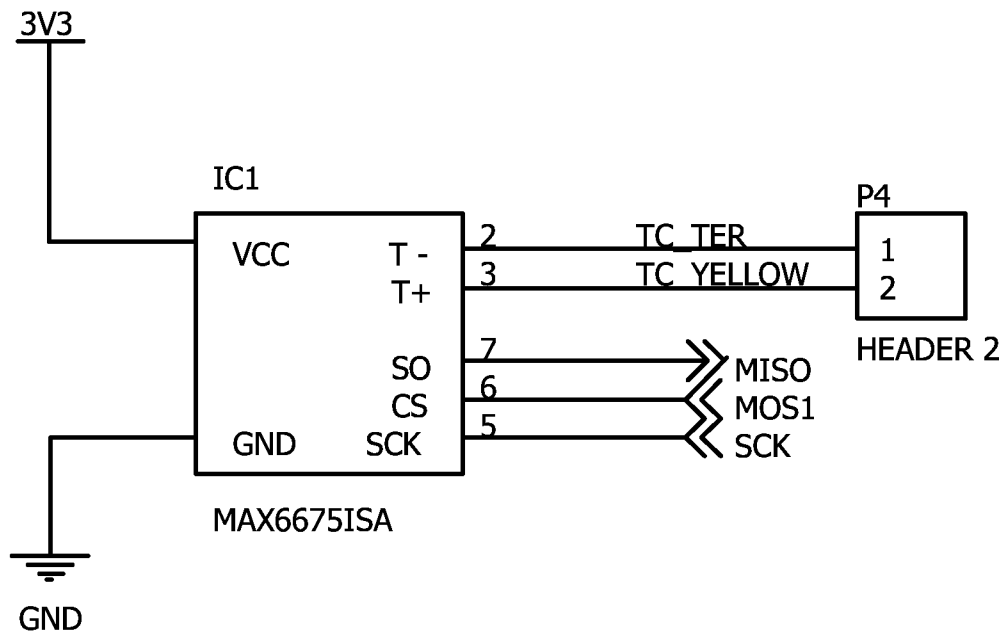 3V3
IC1
P4
VCC
T -
2
TC_TER
1
T+
3
TC_YELLOW
2
HEADER 2
SO
7
MISO
CS
6
MOS1
GND
SCK
5
SCK
MAX6675ISA
GND